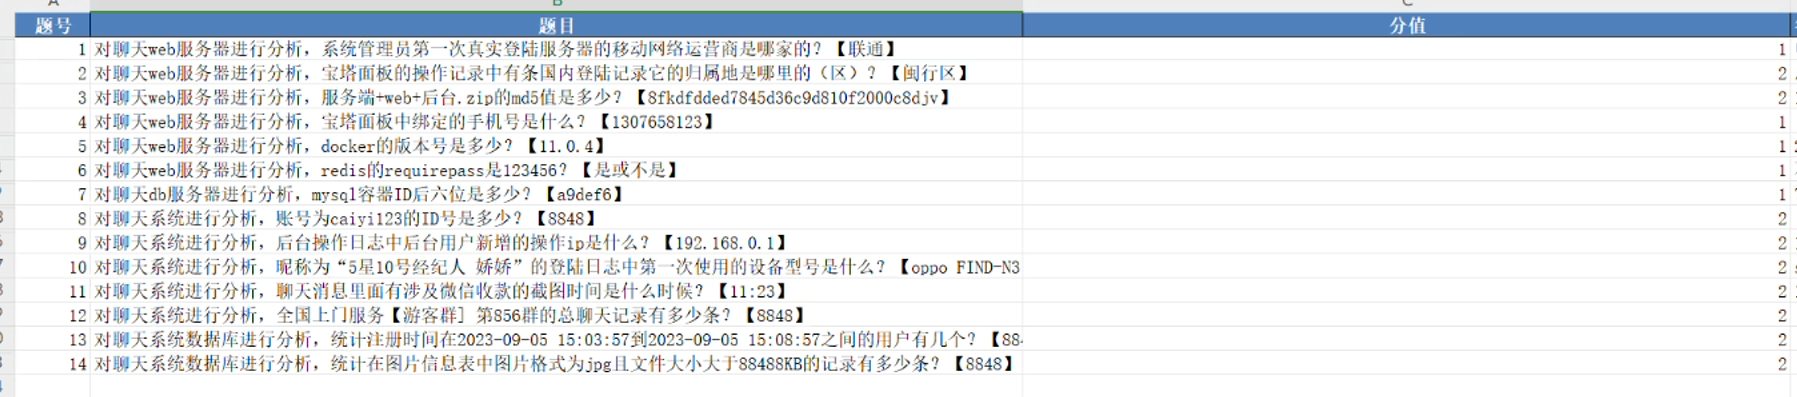 题号 题目 分值
1 对聊天web服务器进行分析，系统管理员第一次真实登陆服务器的移动网络运营商是哪家的？【联通】 1
2 对聊天web服务器进行分析，宝塔面板的操作记录中有条国内登陆记录它的归属地是哪里的（区）？【闽行区】 2
3 对聊天web服务器进行分析，服务端+web+后台.zip的md5值是多少？【8fkdfdded7845d36c9d810f2000c8djv】 2
4 对聊天web服务器进行分析，宝塔面板中绑定的手机号是什么？【1307658123】 1
5 对聊天web服务器进行分析，docker的版本号是多少？【11.0.4】 1
6 对聊天web服务器进行分析，redis的requirepass是123456？【是或不是】 1
7 对聊天db服务器进行分析，mysql容器ID后六位是多少？【a9def6】 1
8 对聊天系统进行分析，账号为caiyi123的ID号是多少？【8848】 2
9 对聊天系统进行分析，后台操作日志中后台用户新增的操作ip是什么？【192.168.0.1】 2
10 对聊天系统进行分析，昵称为“5星10号经纪人 娇娇”的登陆日志中第一次使用的设备型号是什么？【oppo FIND-N3 2
11 对聊天系统进行分析，聊天消息里面有涉及微信收款的截图时间是什么时候？【11:23】 2
12 对聊天系统进行分析，全国上门服务【游客群] 第856群的总聊天记录有多少条？【8848】 2
13 对聊天系统数据库进行分析，统计注册时间在2023-09-05 15:03:57到2023-09-05 15:08:57之间的用户有几个？【88 2
14 对聊天系统数据库进行分析，统计在图片信息表中图片格式为jpg且文件大小大于88488KB的记录有多少条？【8848】 2